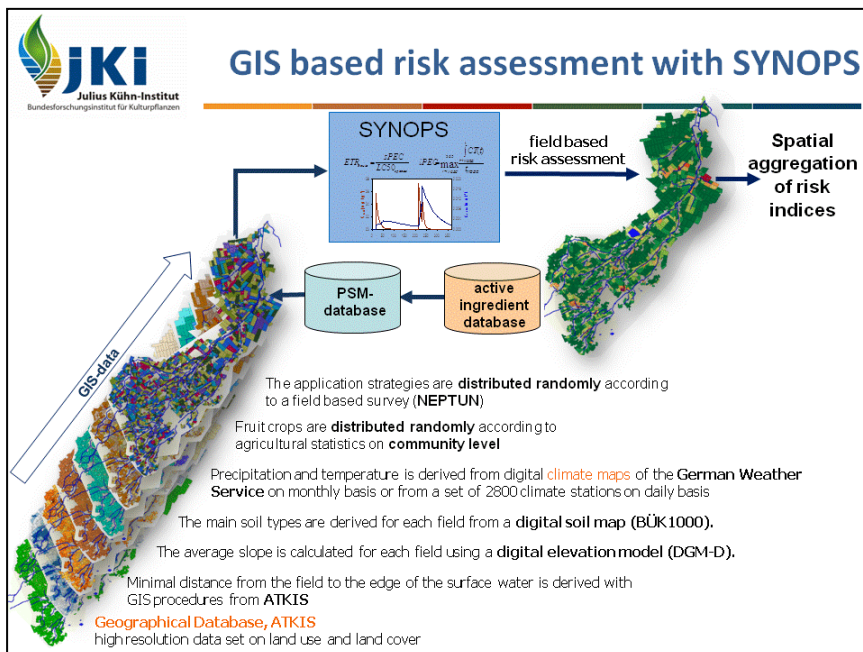 JKI
Julius Kühn-Institut
Bundesforschungsinstitut für Kulturpflanzen
GIS based risk assessment with SYNOPS
SYNOPS
field based
risk assessment
Spatial
aggregation
of risk
indices
PSM-
database
active
ingredient
database
GIS-data
The application strategies are distributed randomly according
to a field based survey (NEPTUN)
Fruit crops are distributed randomly according to
agricultural statistics on community level
Precipitation and temperature is derived from digital climate maps of the German Weather
Service on monthly basis or from a set of 2800 climate stations on daily basis
The main soil types are derived for each field from a digital soil map (BÜK1000).
The average slope is calculated for each field using a digital elevation model (DGM-D).
Minimal distance from the field to the edge of the surface water is derived with
GIS procedures from ATKIS
Geographical Database, ATKIS
high resolution data set on land use and land cover